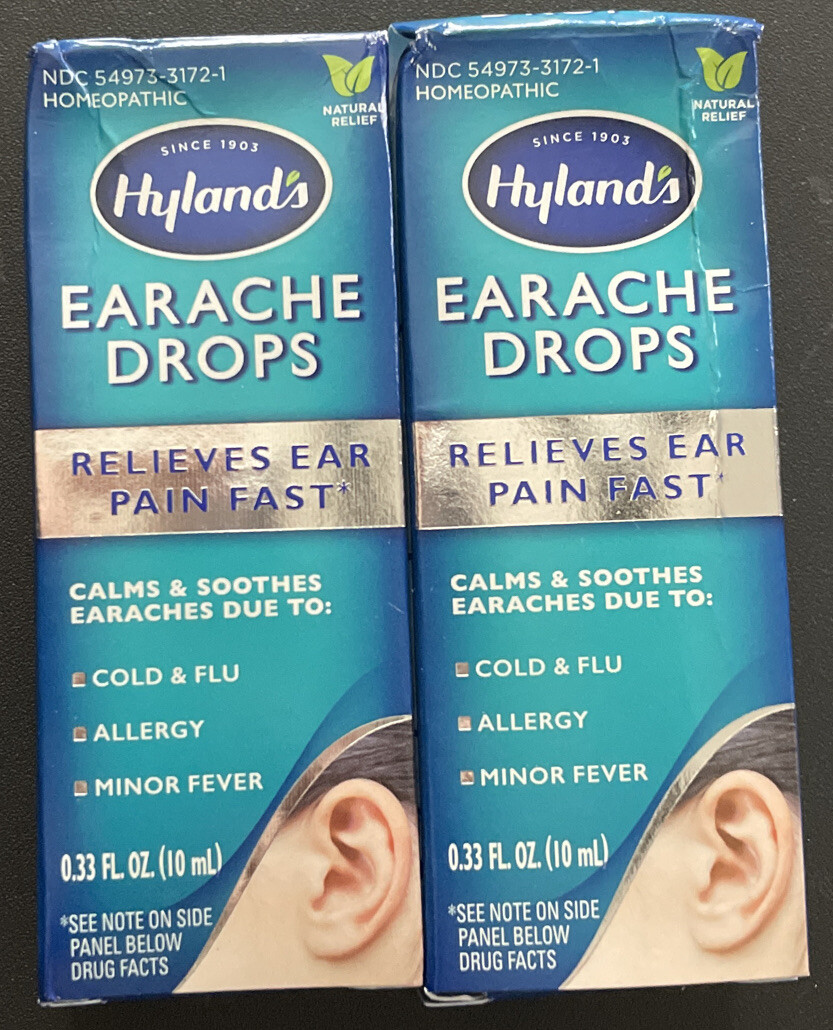 NDC 54973-3172-1
HOMEOPATHIC
NATURAL
RELIEF
SINCE 1903
Hyland's
EARACHE
DROPS
RELIEVES EAR
PAIN FAST*
CALMS & SOOTHES
EARACHES DUE TO:
COLD & FLU
ALLERGY
MINOR FEVER
0.33 FL. OZ. (10 mL)
*SEE NOTE ON SIDE
PANEL BELOW
DRUG FACTS
NDC 54973-3172-1
HOMEOPATHIC
NATURAL
RELIEF
SINCE 1903
Hyland's
EARACHE
DROPS
RELIEVES EAR
PAIN FAST*
CALMS & SOOTHES
EARACHES DUE TO:
COLD & FLU
ALLERGY
MINOR FEVER
0.33 FL. OZ. (10 mL)
*SEE NOTE ON SIDE
PANEL BELOW
DRUG FACTS